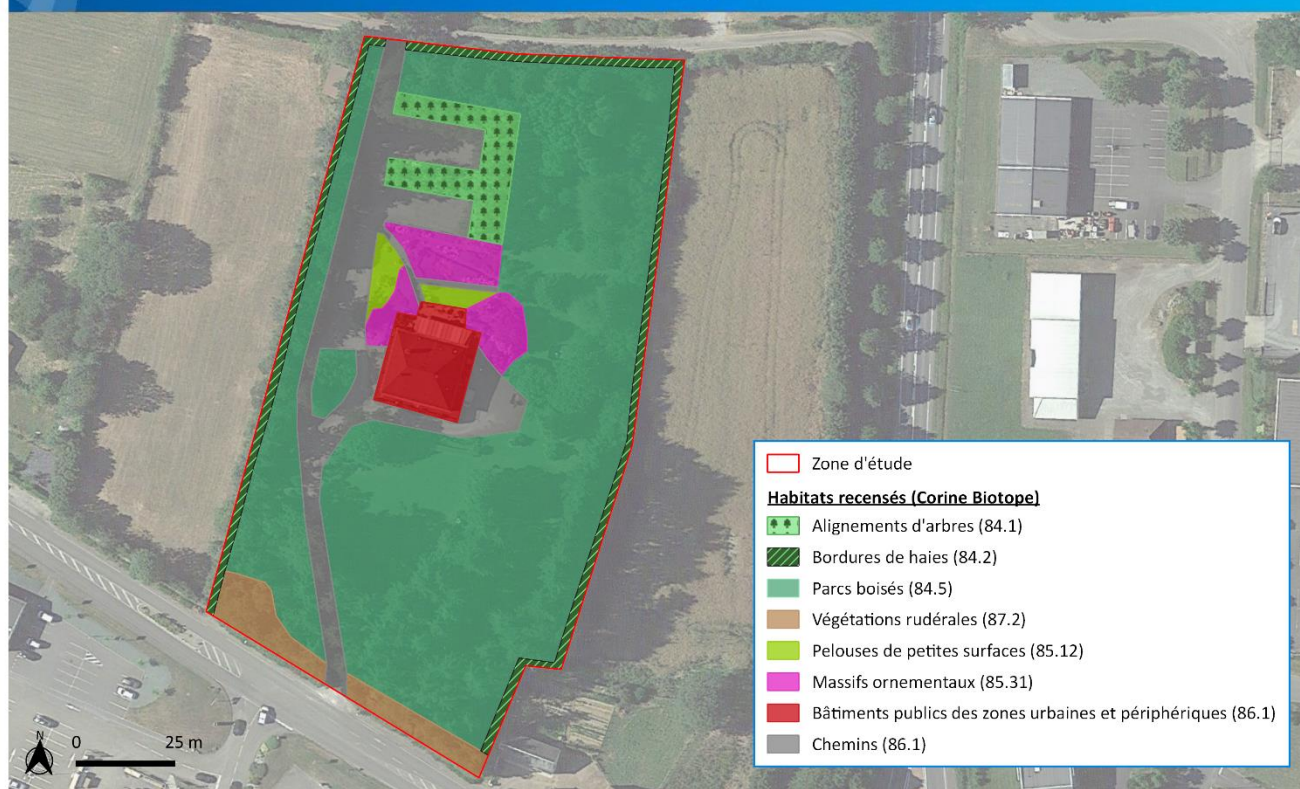 Zone d'étude
Habitats recensés (Corine Biotope)
Alignements d'arbres (84.1)
Bordures de haies (84.2)
Parcs boisés (84.5)
Végétations rudérales (87.2)
Pelouses de petites surfaces (85.12)
Massifs ornementaux (85.31)
Bâtiments publics des zones urbaines et périphériques (86.1)
Chemins (86.1)
N
0 25 m